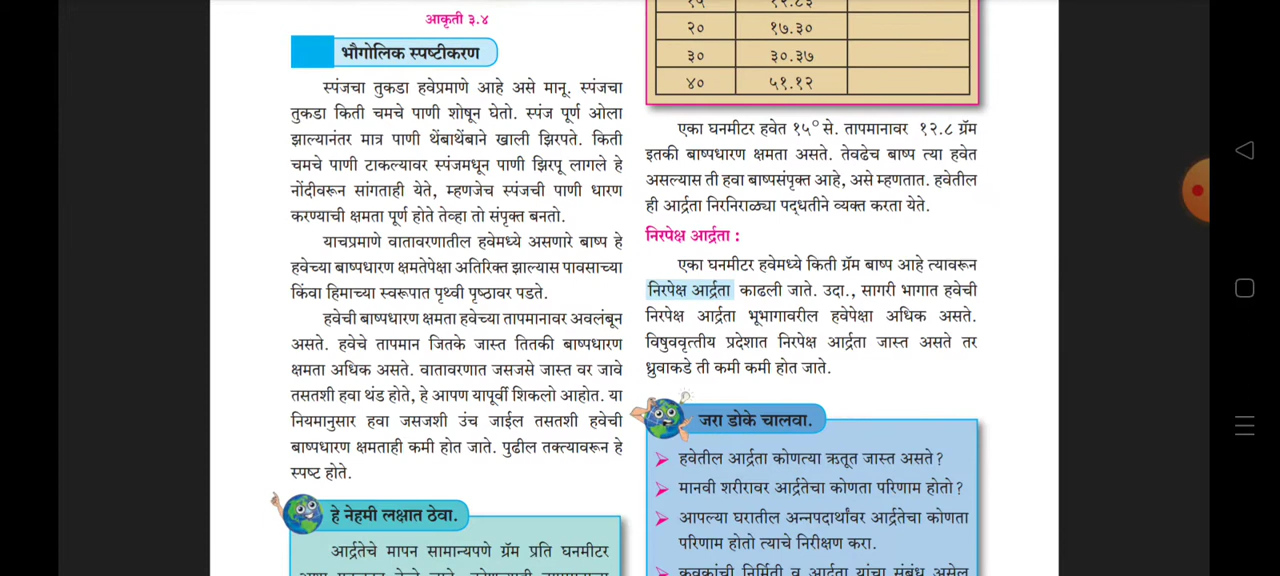 आकृती ३.४
भौगोलिक स्पष्टीकरण
स्पंजचा तुकडा हवेप्रमाणे आहे असे मानू. स्पंजचा
तुकडा किती चमचे पाणी शोषून घेतो. स्पंज पूर्ण ओला
झाल्यानंतर मात्र पाणी थेंबाथेंबाने खाली झिरपते. किती
चमचे पाणी टाकल्यावर स्पंजमधून पाणी झिरपू लागले हे
नोंदीवरून सांगताही येते, म्हणजेच स्पंजची पाणी धारण
करण्याची क्षमता पूर्ण होते तेव्हा तो संपृक्त बनतो.
याचप्रमाणे वातावरणातील हवेमध्ये असणारे बाष्प हे
हवेच्या बाष्पधारण क्षमतेपेक्षा अतिरिक्त झाल्यास पावसाच्या
किंवा हिमाच्या स्वरूपात पृथ्वी पृष्ठावर पडते.
हवेची बाष्पधारण क्षमता हवेच्या तापमानावर अवलंबून
असते. हवेचे तापमान जितके जास्त तितकी बाष्पधारण
क्षमता अधिक असते. वातावरणात जसजसे जास्त वर जावे
तसतशी हवा थंड होते, हे आपण यापूर्वी शिकलो आहोत. या
नियमानुसार हवा जसजशी उंच जाईल तसतशी हवेची
बाष्पधारण क्षमताही कमी होत जाते. पुढील तक्त्यावरून हे
स्पष्ट होते.
हे नेहमी लक्षात ठेवा.
आर्द्रतेचे मापन सामान्यपणे ग्रॅम प्रति घनमीटर
१५ १२.८३
२० १७.३०
३० ३०.३७
४० ५१.१२
एका घनमीटर हवेत १५° से. तापमानावर १२.८ ग्रॅम
इतकी बाष्पधारण क्षमता असते. तेवढेच बाष्प त्या हवेत
असल्यास ती हवा बाष्पसंपृक्त आहे, असे म्हणतात. हवेतील
ही आर्द्रता निरनिराळ्या पद्धतीने व्यक्त करता येते.
निरपेक्ष आर्द्रता :
एका घनमीटर हवेमध्ये किती ग्रॅम बाष्प आहे त्यावरून
निरपेक्ष आर्द्रता काढली जाते. उदा., सागरी भागात हवेची
निरपेक्ष आर्द्रता भूभागावरील हवेपेक्षा अधिक असते.
विषुववृत्तीय प्रदेशात निरपेक्ष आर्द्रता जास्त असते तर
ध्रुवाकडे ती कमी कमी होत जाते.
जरा डोके चालवा.
➤ हवेतील आर्द्रता कोणत्या ऋतूत जास्त असते?
➤ मानवी शरीरावर आर्द्रतेचा कोणता परिणाम होतो?
➤ आपल्या घरातील अन्नपदार्थांवर आर्द्रतेचा कोणता
परिणाम होतो त्याचे निरीक्षण करा.
➤ कवकांची निर्मिती व आर्द्रता यांचा संबंध असेल